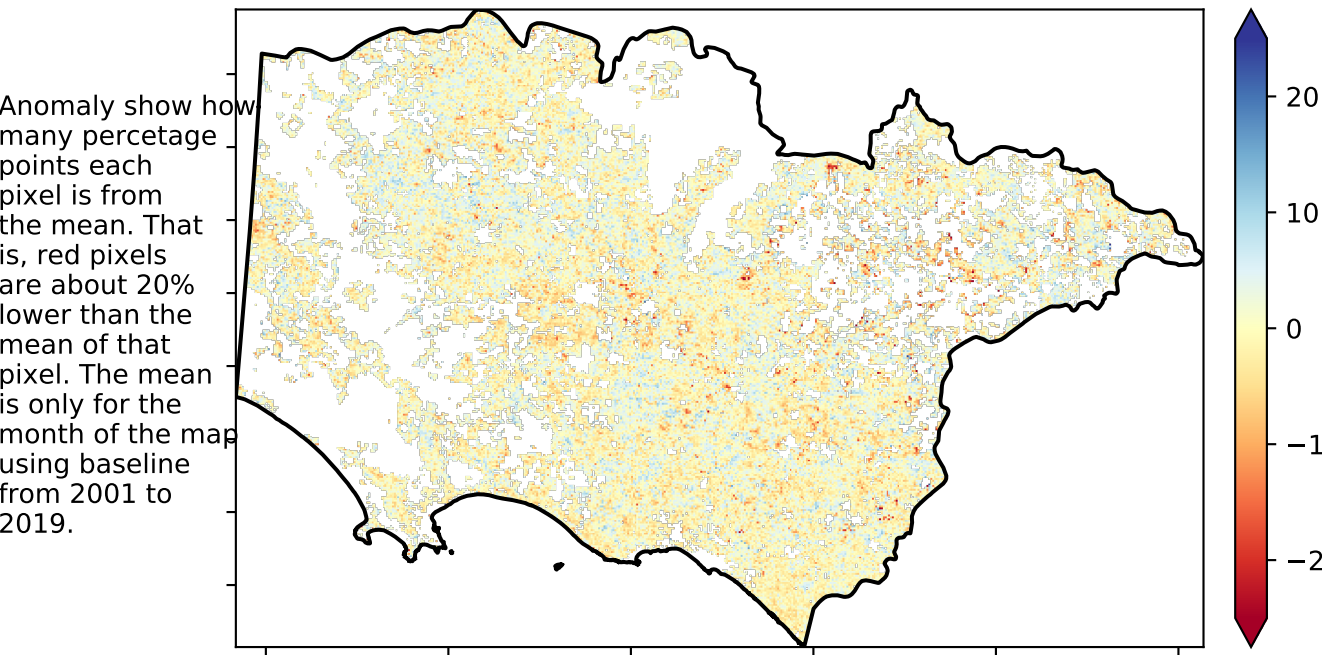 Anomaly show how
many percetage
points each
pixel is from
the mean. That
is, red pixels
are about 20%
lower than the
mean of that
pixel. The mean
is only for the
month of the map
using baseline
from 2001 to
2019.
20
10
0
−1
−2